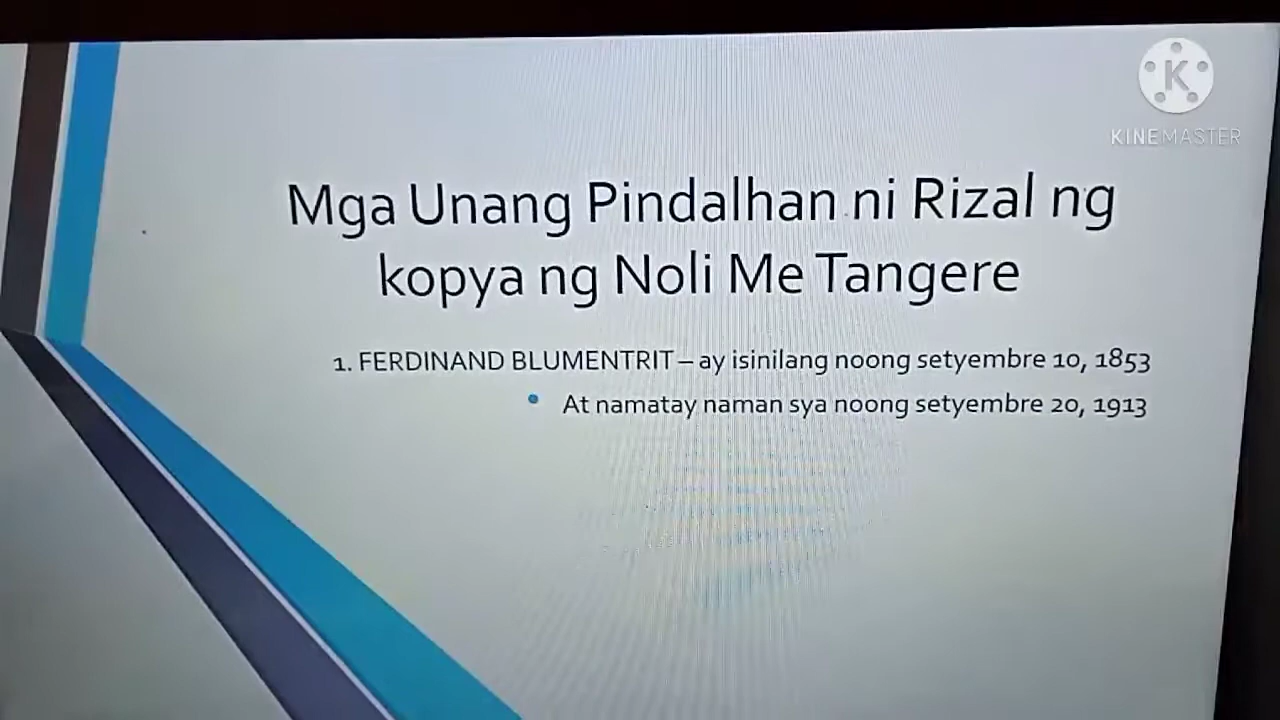 K
KINEMASTER
Mga Unang Pindalhan ni Rizal ng
kopya ng Noli Me Tangere
1. FERDINAND BLUMENTRIT – ay isinilang noong setyembre 10, 1853
• At namatay naman sya noong setyembre 20, 1913